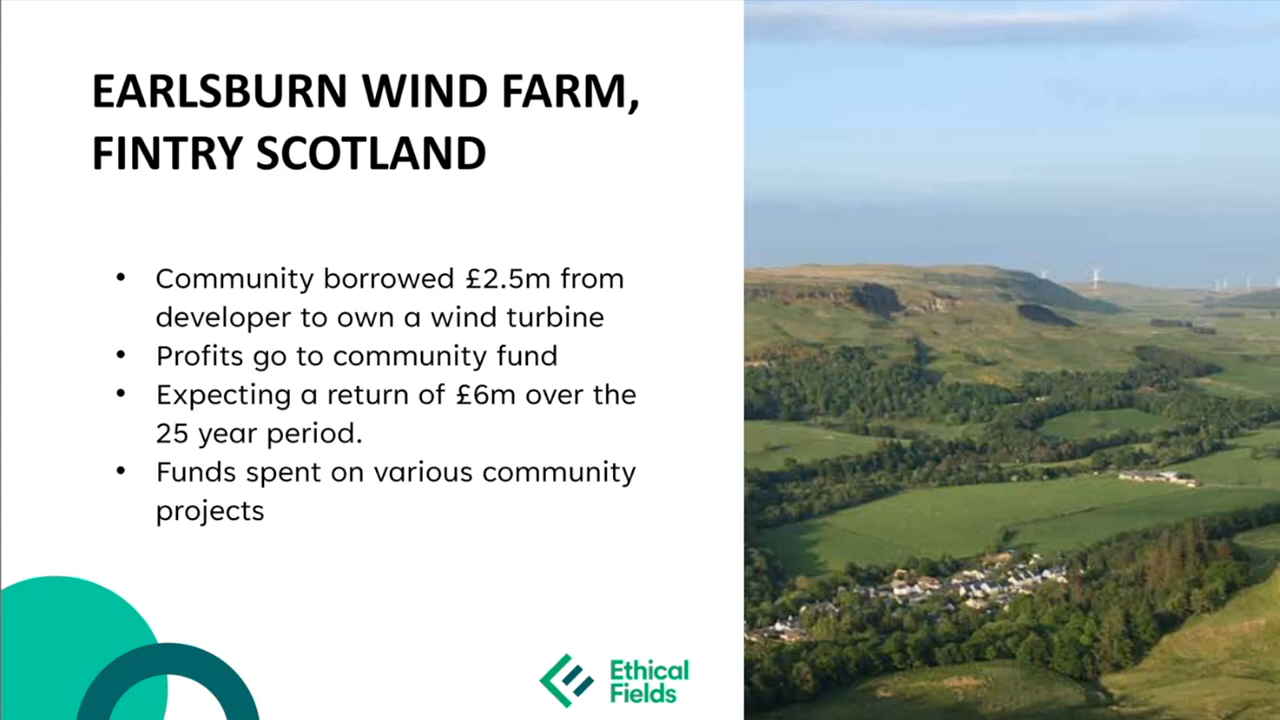 EARLSBURN WIND FARM,
FINTRY SCOTLAND
• Community borrowed £2.5m from
developer to own a wind turbine
• Profits go to community fund
• Expecting a return of £6m over the
25 year period.
• Funds spent on various community
projects
Ethical
Fields